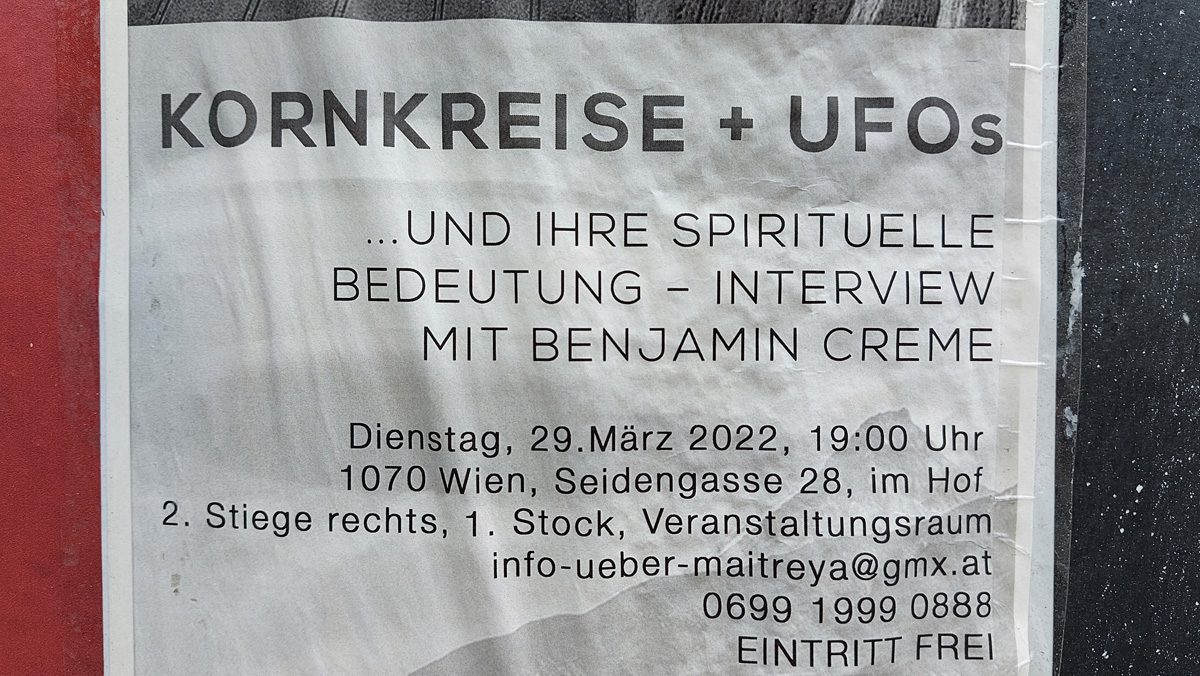 KORNKREISE + UFOs
...UND IHRE SPIRITUELLE
BEDEUTUNG – INTERVIEW
MIT BENJAMIN CREME
Dienstag, 29.März 2022, 19:00 Uhr
1070 Wien, Seidengasse 28, im Hof
2. Stiege rechts, 1. Stock, Veranstaltungsraum
info-ueber-maitreya@gmx.at
0699 1999 0888
EINTRITT FREI